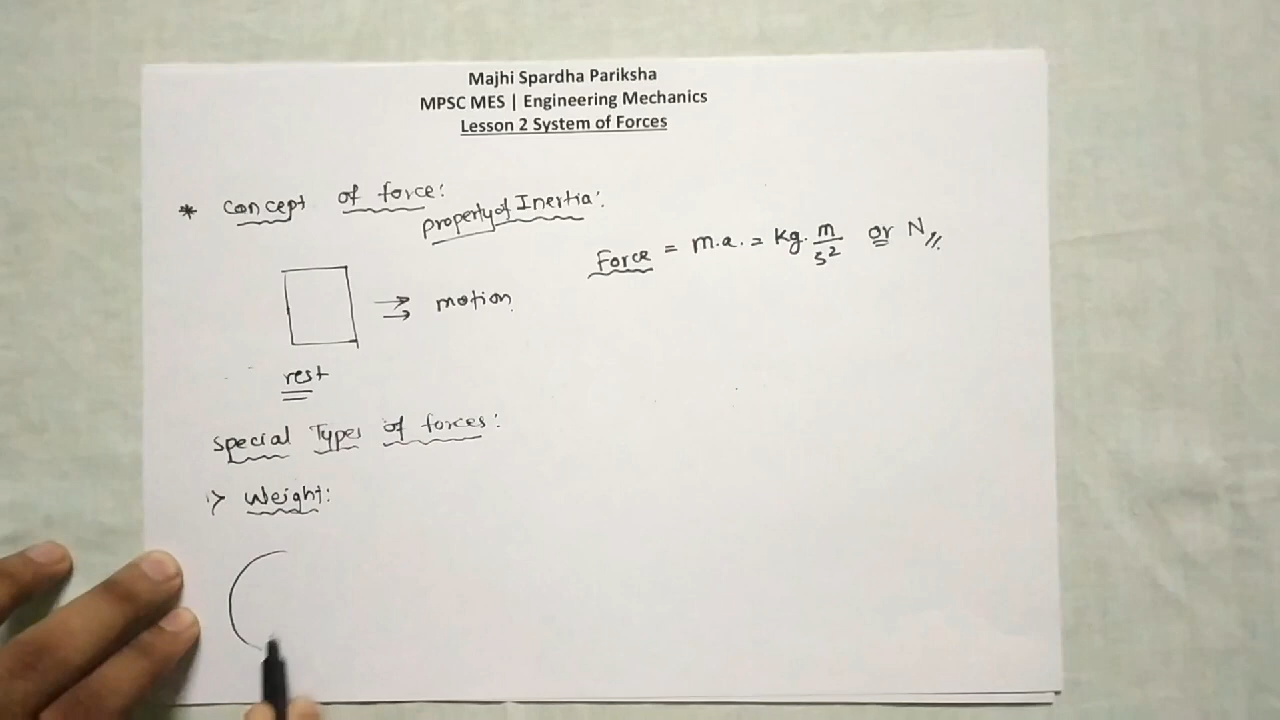 Majhi Spardha Pariksha
MPSC MES | Engineering Mechanics
Lesson 2 System of Forces
* Concept of force:
property of Inertia:
Force = m.a. = kg. m/s² or N
motion
rest
Special Types of forces:
1> Weight: